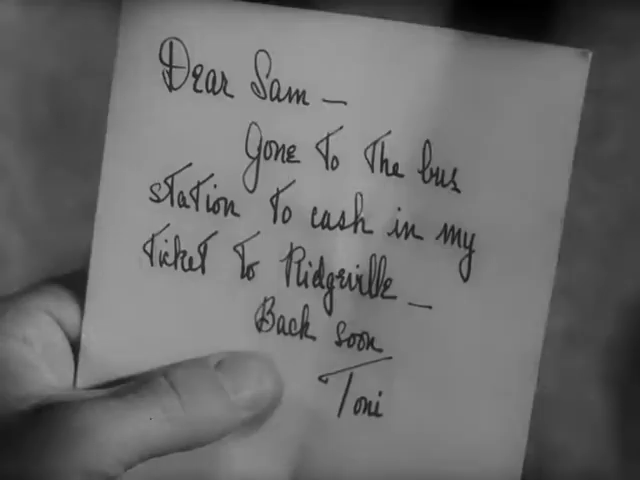 Dear Sam —
Gone To The bus
station To cash in my
Ticket To Ridgeville —
Back soon
Toni